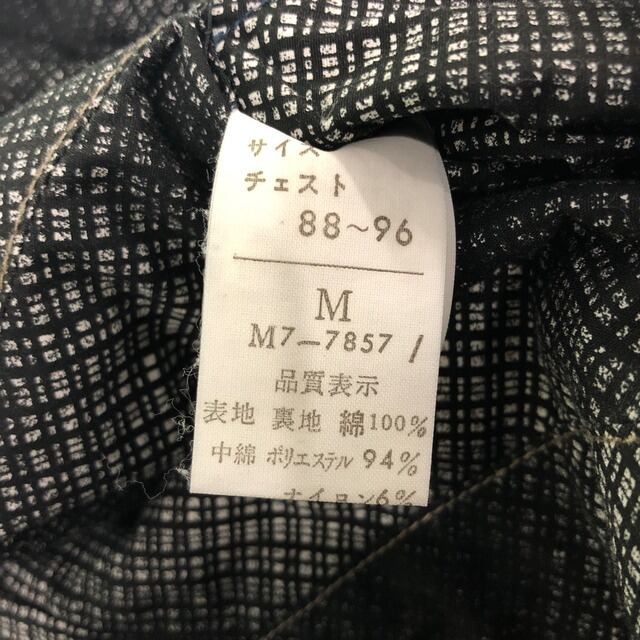 サイズ
チェスト
88~96
M
M7-7857 /
品質表示
表地 裏地 綿100%
中綿 ポリエステル 94%
ナイロン6%